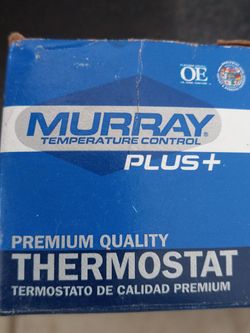 OE
MURRAY®
TEMPERATURE CONTROL
PLUS+
PREMIUM QUALITY
THERMOSTAT
TERMOSTATO DE CALIDAD PREMIUM